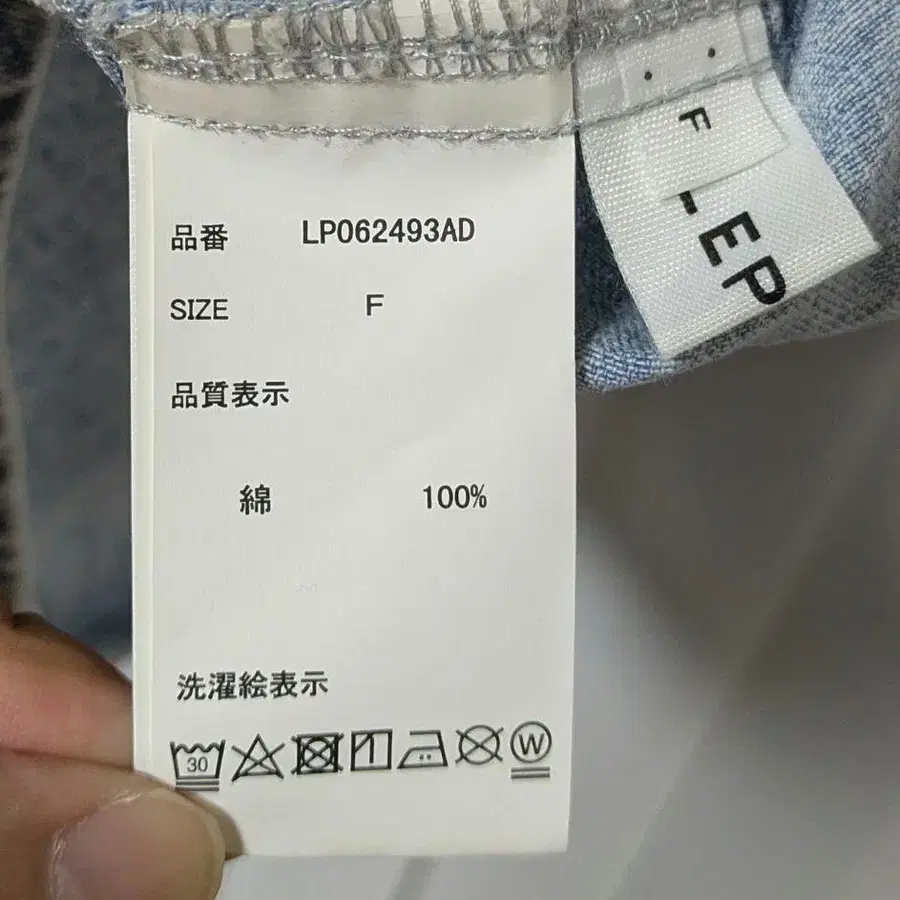 品番 LP062493AD
SIZE F
品質表示
綿 100%
洗濯絵表示
30
W
F
EP